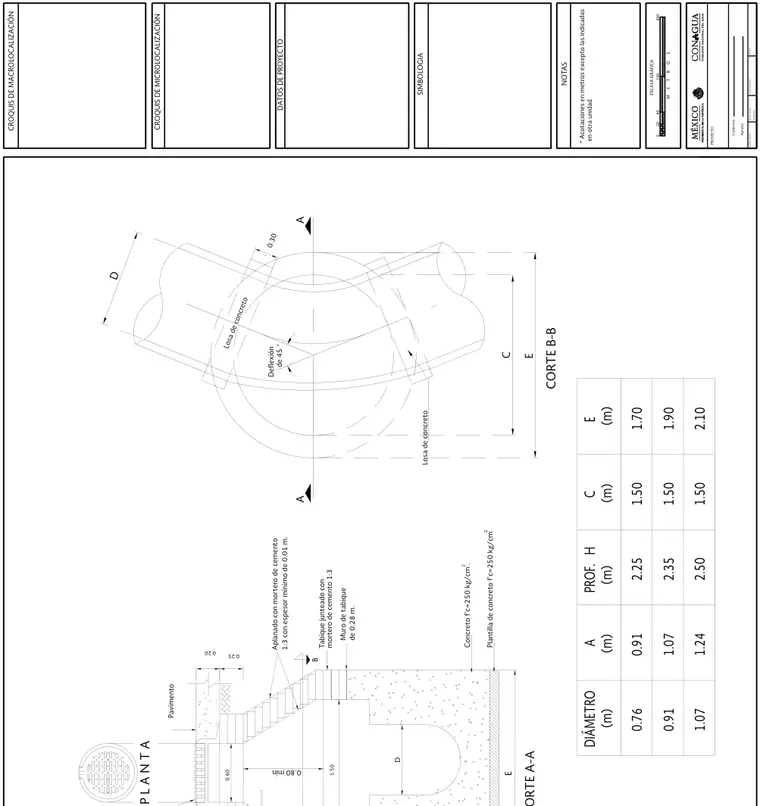 CROQUIS DE MACROLOCALIZACIÓN
CROQUIS DE MICROLOCALIZACIÓN
DATOS DE PROYECTO
SIMBOLOGIA
NOTAS
* Acotaciones en metros excepto las indicadas
en otra unidad.
ESCALA GRÁFICA
M E T R O S
MÉXICO
CONAGUA
PROYECTO
D
0.30
A
Losa de concreto
Deflexión
de 45 °
A
Losa de concreto
C
E
CORTE B-B
PLANTA
Pavimento
0.20
0.25
0.60
0.80 min
1.50
B
D
E
Aplanado con mortero de cemento
1:3 con espesor mínimo de 0.01 m.
Tabique junteado con
mortero de cemento 1:3
Muro de tabique
de 0.28 m.
Concreto f'c=250 kg/cm².
Plantilla de concreto f'c=250 kg/cm²
ORTE A-A
DIÁMETRO (m) A (m) PROF. H (m) C (m) E (m)
0.76 0.91 2.25 1.50 1.70
0.91 1.07 2.35 1.50 1.90
1.07 1.24 2.50 1.50 2.10